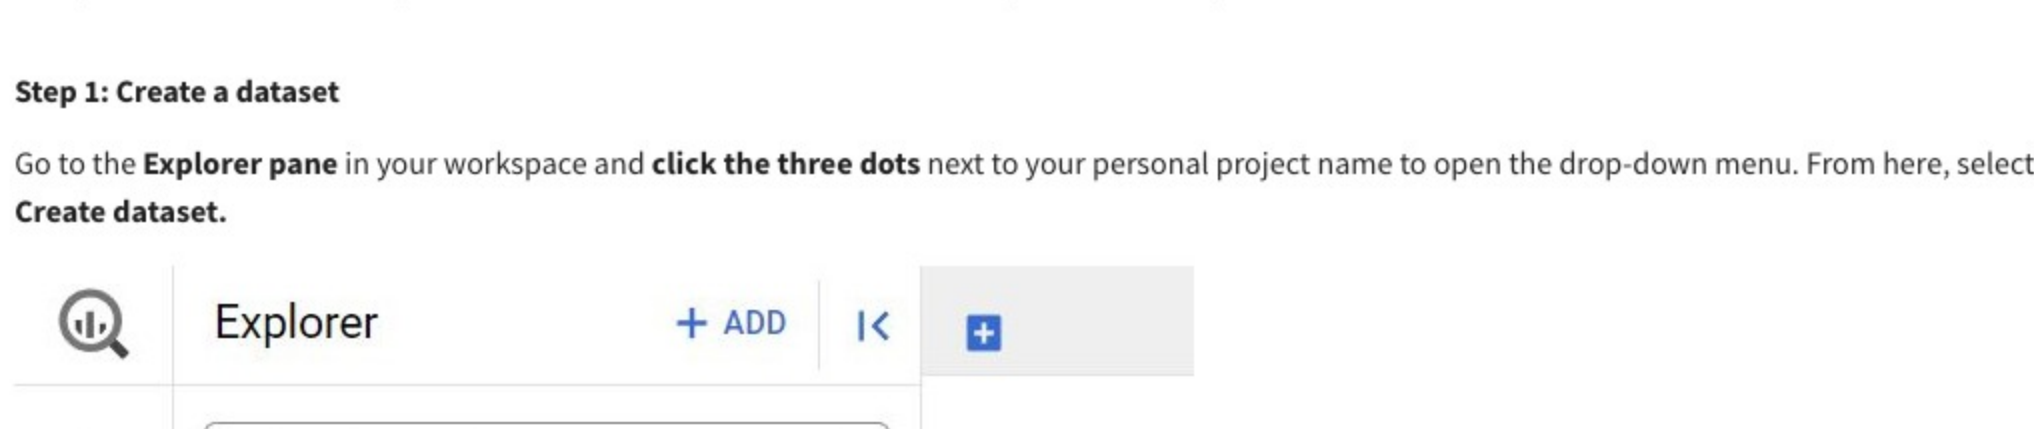 Step 1: Create a dataset
Go to the Explorer pane in your workspace and click the three dots next to your personal project name to open the drop-down menu. From here, select
Create dataset.
Explorer + ADD